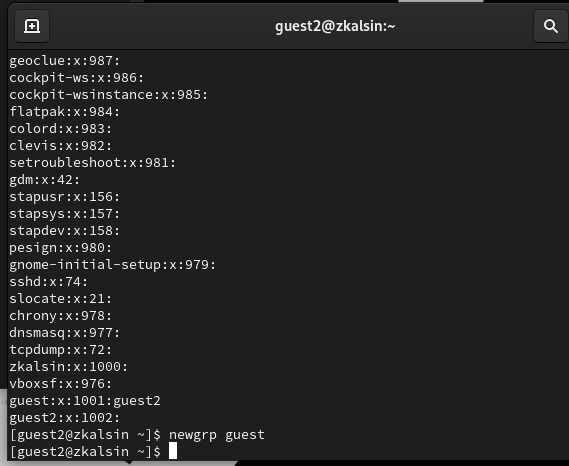 guest2@zkalsin:~
geoclue:x:987:
cockpit-ws:x:986:
cockpit-wsinstance:x:985:
flatpak:x:984:
colord:x:983:
clevis:x:982:
setroubleshoot:x:981:
gdm:x:42:
stapusr:x:156:
stapsys:x:157:
stapdev:x:158:
pesign:x:980:
gnome-initial-setup:x:979:
sshd:x:74:
slocate:x:21:
chrony:x:978:
dnsmasq:x:977:
tcpdump:x:72:
zkalsin:x:1000:
vboxsf:x:976:
guest:x:1001:guest2
guest2:x:1002:
[guest2@zkalsin ~]$ newgrp guest
[guest2@zkalsin ~]$